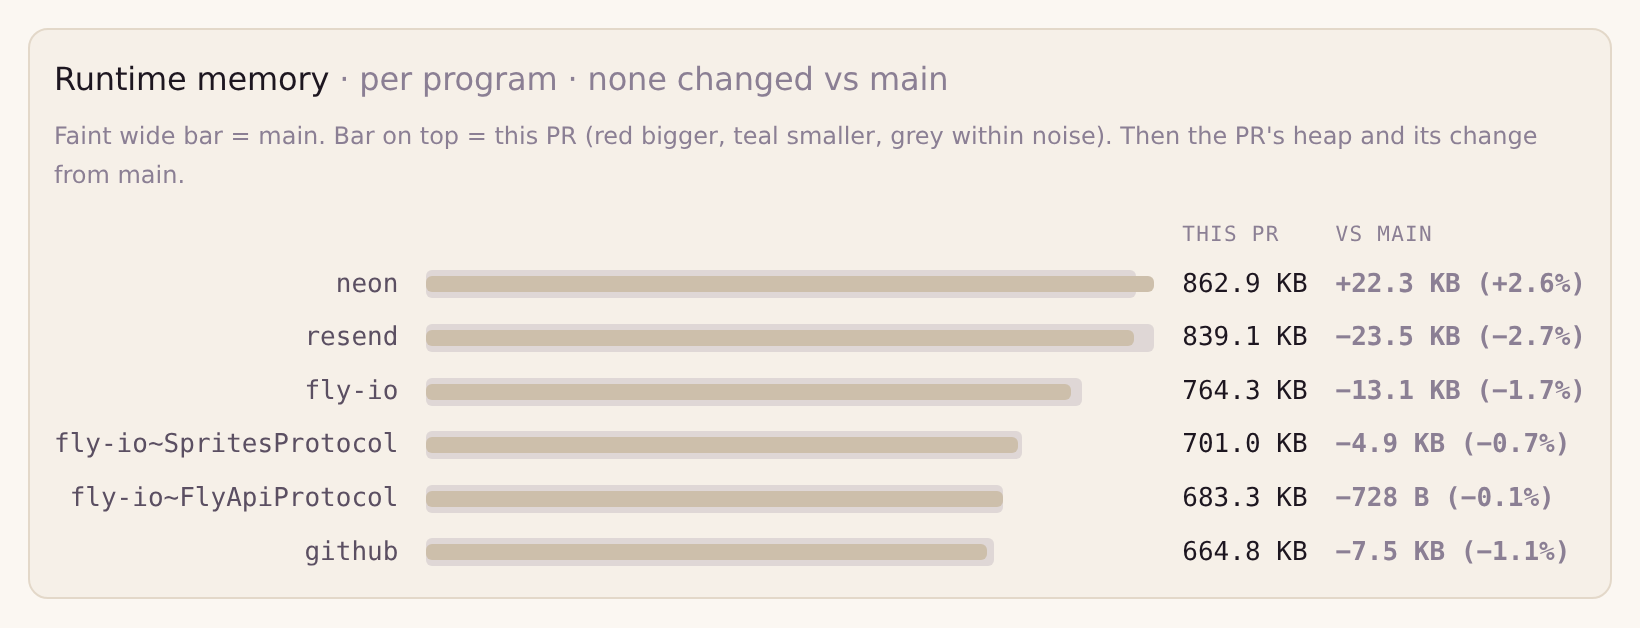 Runtime memory · per program · none changed vs main
Faint wide bar = main. Bar on top = this PR (red bigger, teal smaller, grey within noise). Then the PR's heap and its change
from main.
THIS PR VS MAIN
neon 862.9 KB +22.3 KB (+2.6%)
resend 839.1 KB −23.5 KB (−2.7%)
fly-io 764.3 KB −13.1 KB (−1.7%)
fly-io~SpritesProtocol 701.0 KB −4.9 KB (−0.7%)
fly-io~FlyApiProtocol 683.3 KB −728 B (−0.1%)
github 664.8 KB −7.5 KB (−1.1%)